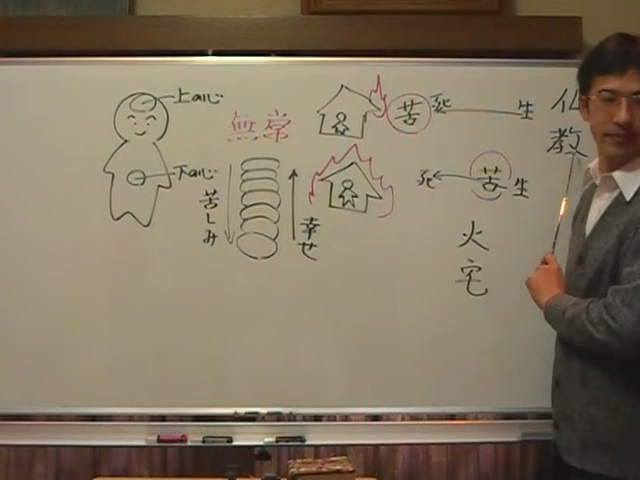 仏教
生
死
苦
生
苦
死
火宅
無常
幸せ
苦しみ
上の心
下心